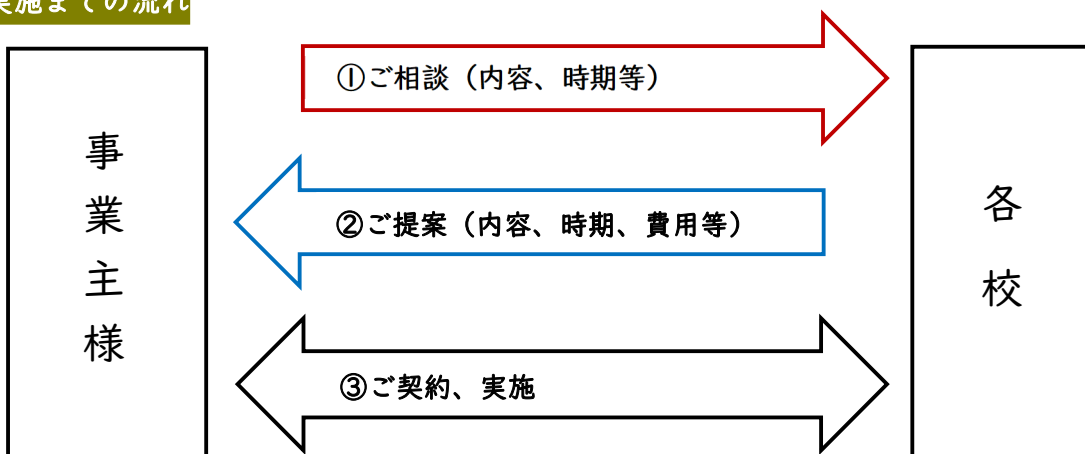 実施までの流れ
①ご相談（内容、時期等）
事業主様
②ご提案（内容、時期、費用等）
各校
③ご契約、実施